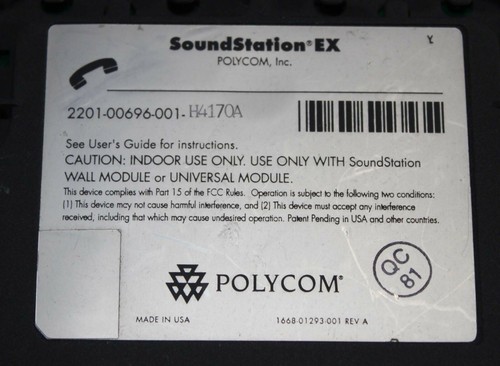 SoundStation® EX
POLYCOM, Inc.
Y
2201-00696-001-H4170A
See User's Guide for instructions.
CAUTION: INDOOR USE ONLY. USE ONLY WITH SoundStation
WALL MODULE or UNIVERSAL MODULE.
This device complies with Part 15 of the FCC Rules. Operation is subject to the following two conditions:
(1) This device may not cause harmful interference, and (2) This device must accept any interference
received, including that which may cause undesired operation. Patent Pending in USA and other countries.
POLYCOM®
QC
81
MADE IN USA
1668-01293-001 REV A